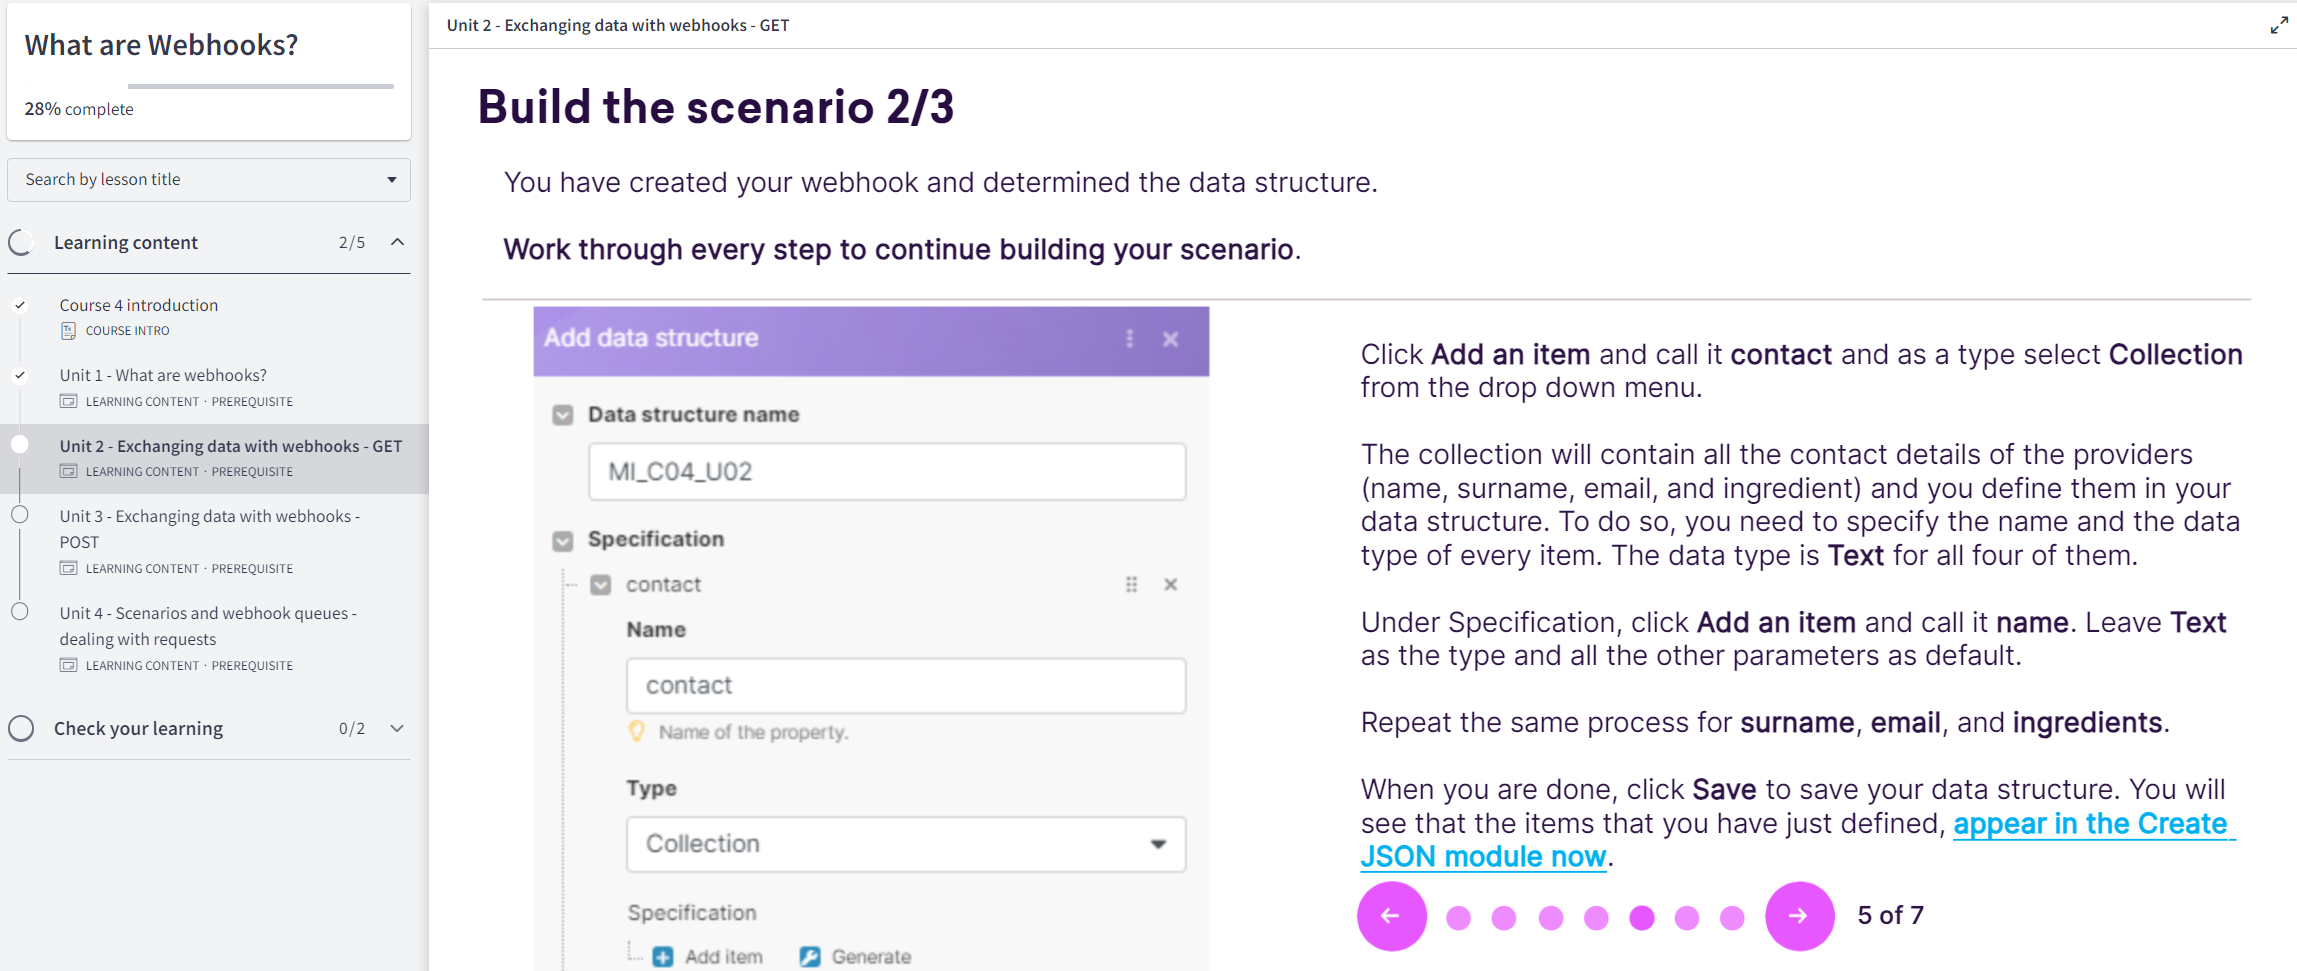 What are Webhooks?
28% complete
Search by lesson title
Learning content 2/5
Course 4 introduction
COURSE INTRO
Unit 1 - What are webhooks?
LEARNING CONTENT · PREREQUISITE
Unit 2 - Exchanging data with webhooks - GET
LEARNING CONTENT · PREREQUISITE
Unit 3 - Exchanging data with webhooks -
POST
LEARNING CONTENT · PREREQUISITE
Unit 4 - Scenarios and webhook queues -
dealing with requests
LEARNING CONTENT · PREREQUISITE
Check your learning 0/2
Unit 2 - Exchanging data with webhooks - GET
Build the scenario 2/3
You have created your webhook and determined the data structure.
Work through every step to continue building your scenario.
Add data structure
Data structure name
MI_C04_U02
Specification
contact
Name
contact
Name of the property.
Type
Collection
Specification
Add item Generate
Click Add an item and call it contact and as a type select Collection
from the drop down menu.
The collection will contain all the contact details of the providers
(name, surname, email, and ingredient) and you define them in your
data structure. To do so, you need to specify the name and the data
type of every item. The data type is Text for all four of them.
Under Specification, click Add an item and call it name. Leave Text
as the type and all the other parameters as default.
Repeat the same process for surname, email, and ingredients.
When you are done, click Save to save your data structure. You will
see that the items that you have just defined, appear in the Create
JSON module now.
5 of 7